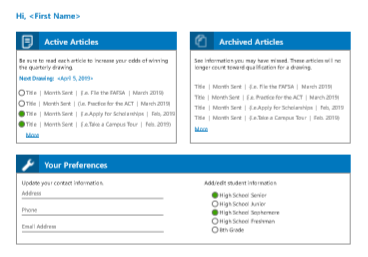 Hi, <First Name>
Active Articles
Be sure to read each article to increase your odds of winning
the quarterly drawing.
Next Drawing: <April 5, 2019>
Title | Month Sent | (i.e. File the FAFSA | March 2019)
Title | Month Sent | (i.e. Practice for the ACT | March 2019)
Title | Month Sent | (i.e.Apply for Scholarships | Feb. 2019)
Title | Month Sent | (i.e.Take a Campus Tour | Feb. 2019)
More
Archived Articles
See information you may have missed. These articles will no
longer count toward qualification for a drawing.
Title | Month Sent | (i.e. File the FAFSA | March 2019)
Title | Month Sent | (i.e. Practice for the ACT | March 2019)
Title | Month Sent | (i.e.Apply for Scholarships | Feb. 2019)
Title | Month Sent | (i.e.Take a Campus Tour | Feb. 2019)
More
Your Preferences
Update your contact information
Address
Phone
Email Address
Add/edit student information
High School Senior
High School Junior
High School Sophomore
High School Freshman
8th Grade